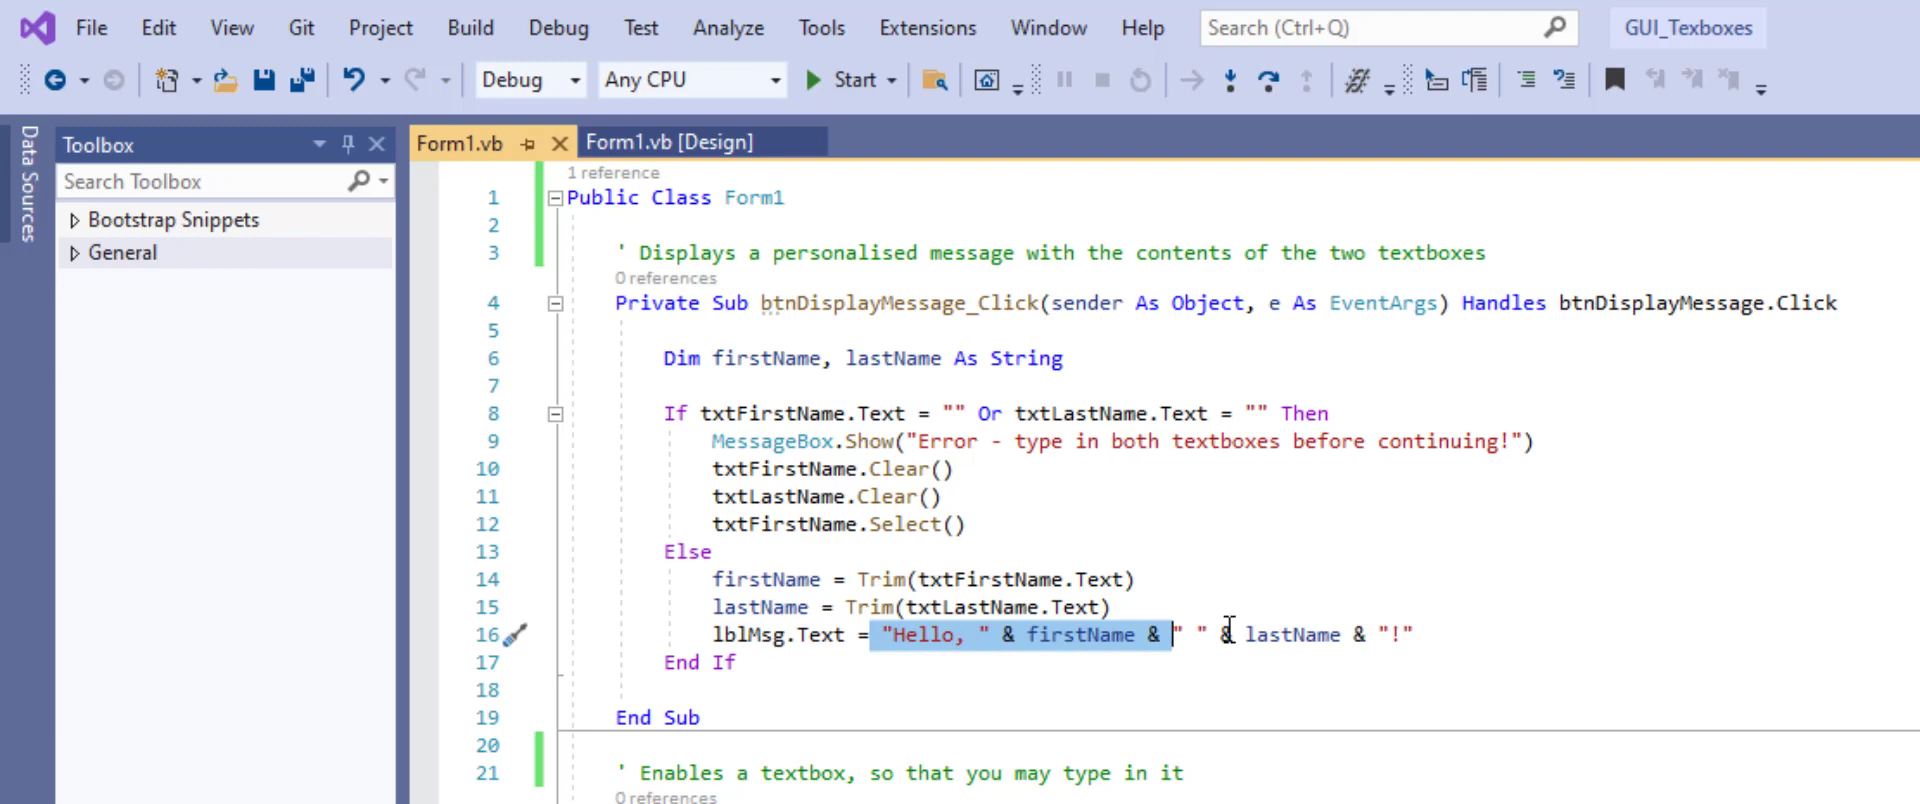 File Edit View Git Project Build Debug Test Analyze Tools Extensions Window Help Search (Ctrl+Q) GUI_Texboxes
Debug Any CPU Start
Data Sources
Toolbox
Search Toolbox
Bootstrap Snippets
General
Form1.vb Form1.vb [Design]
1 reference
1 Public Class Form1
2
3 ' Displays a personalised message with the contents of the two textboxes
0 references
4 Private Sub btnDisplayMessage_Click(sender As Object, e As EventArgs) Handles btnDisplayMessage.Click
5
6 Dim firstName, lastName As String
7
8 If txtFirstName.Text = "" Or txtLastName.Text = "" Then
9 MessageBox.Show("Error - type in both textboxes before continuing!")
10 txtFirstName.Clear()
11 txtLastName.Clear()
12 txtFirstName.Select()
13 Else
14 firstName = Trim(txtFirstName.Text)
15 lastName = Trim(txtLastName.Text)
16 lblMsg.Text = "Hello, " & firstName & " " & lastName & "!"
17 End If
18
19 End Sub
20
21 ' Enables a textbox, so that you may type in it
0 references